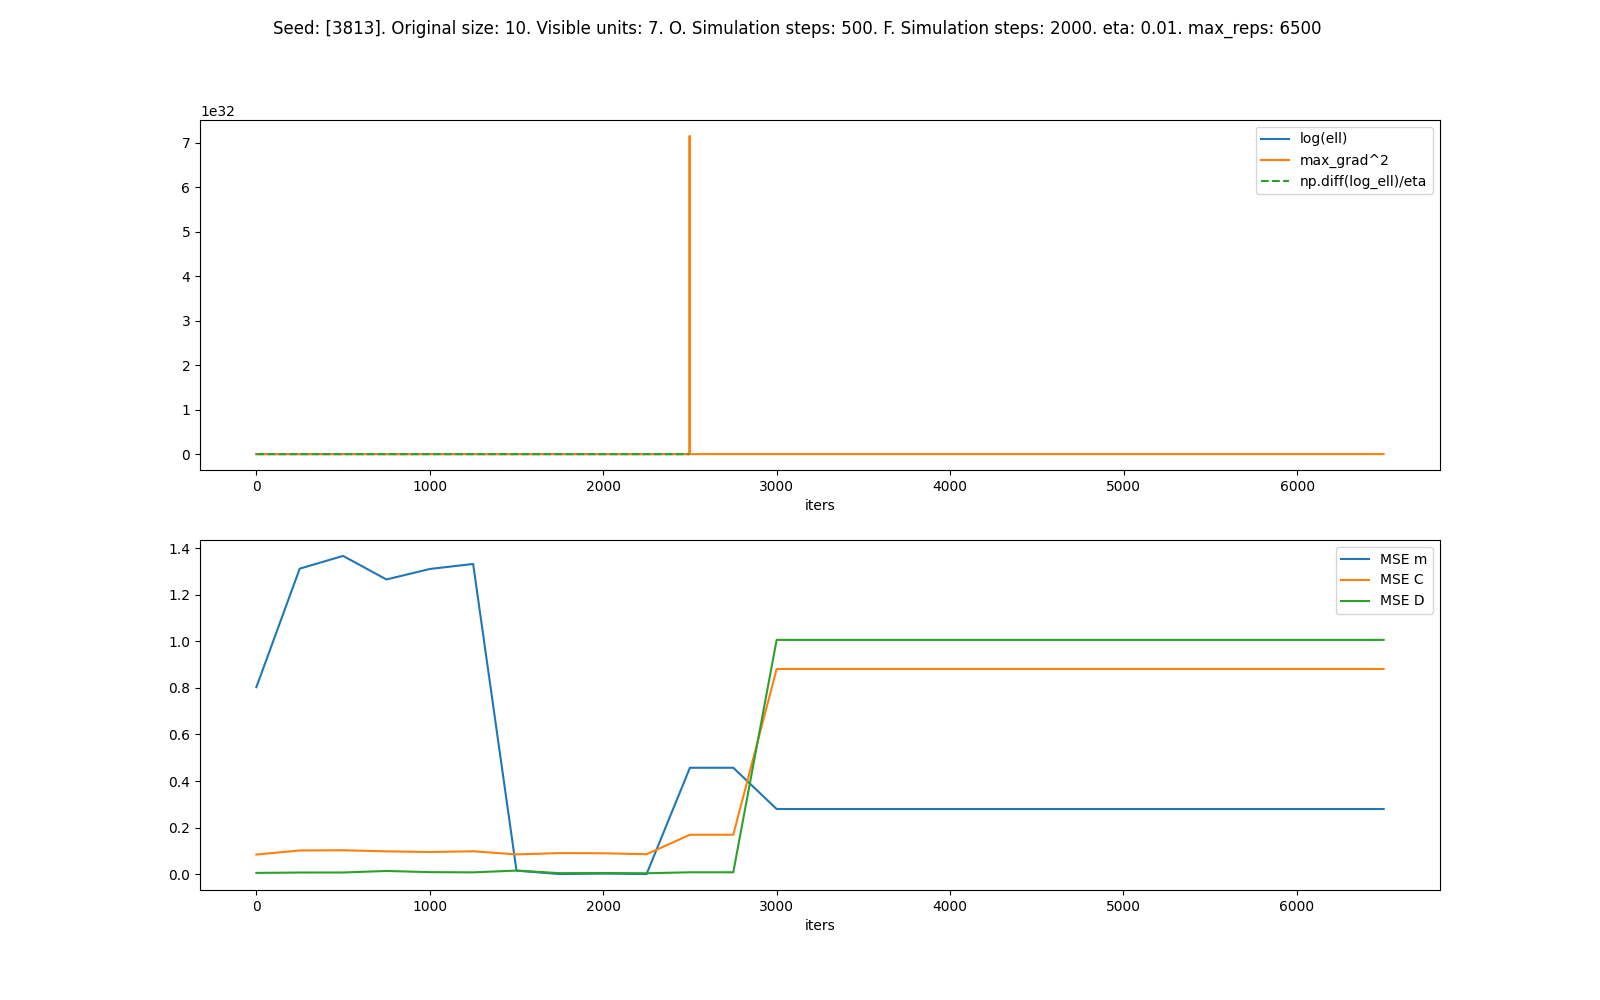 Seed: [3813]. Original size: 10. Visible units: 7. O. Simulation steps: 500. F. Simulation steps: 2000. eta: 0.01. max_reps: 6500
1e32
7
6
5
4
3
2
1
0
log(ell)
max_grad^2
np.diff(log_ell)/eta
0 1000 2000 3000 4000 5000 6000
iters
1.4
1.2
1.0
0.8
0.6
0.4
0.2
0.0
MSE m
MSE C
MSE D
0 1000 2000 3000 4000 5000 6000
iters